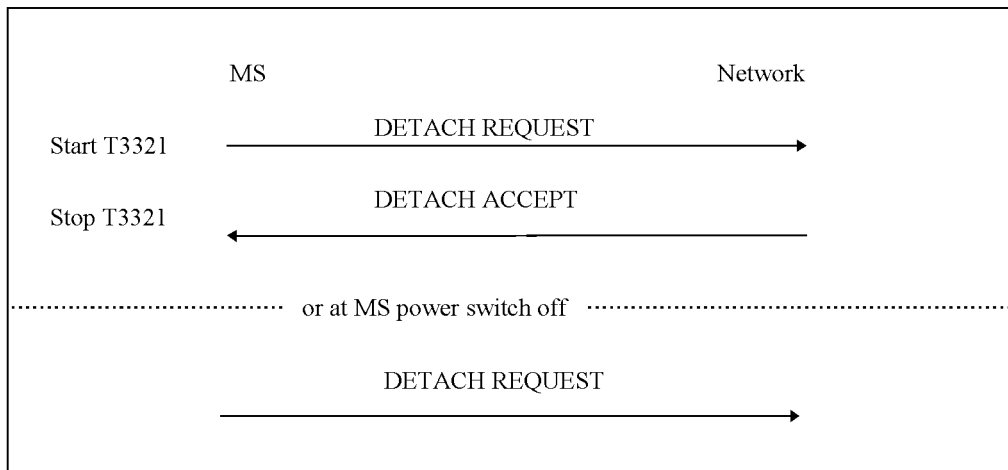 MS Network
DETACH REQUEST
Start T3321
DETACH ACCEPT
Stop T3321
or at MS power switch off
DETACH REQUEST